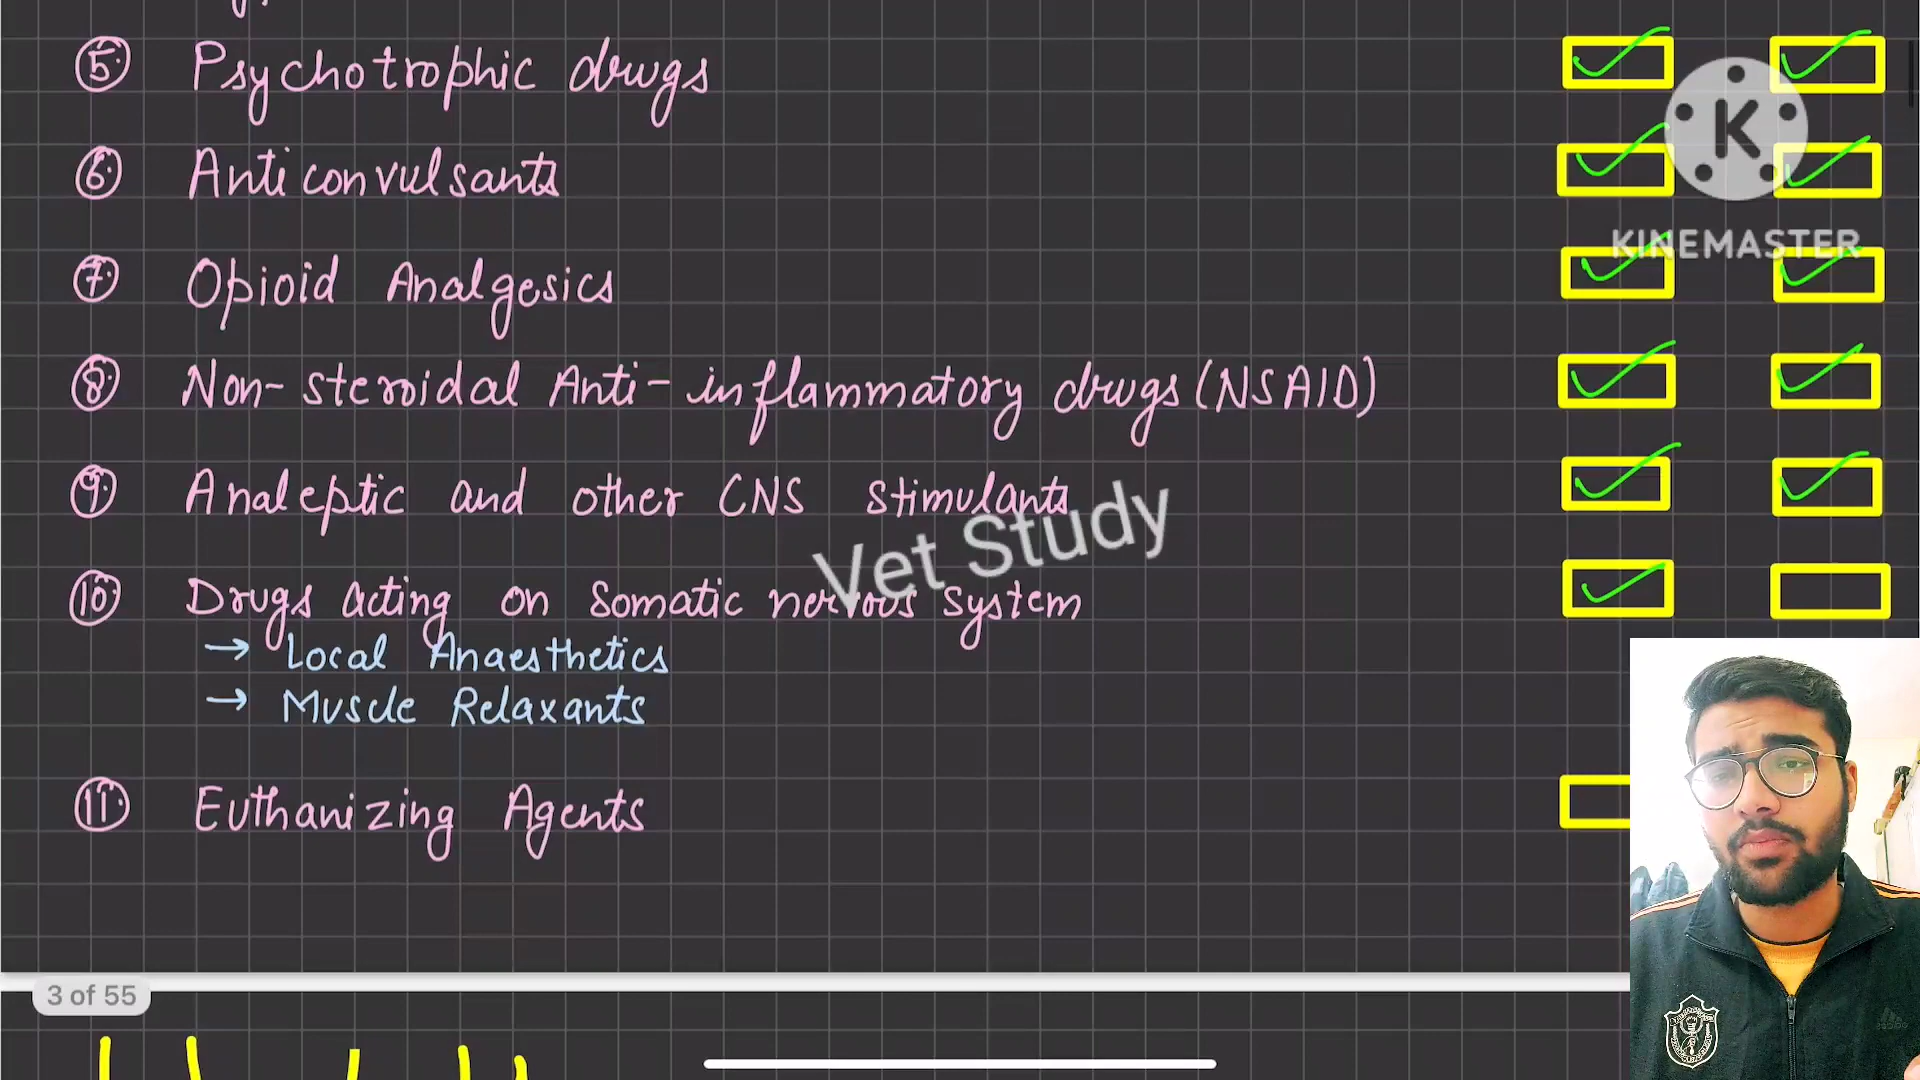 5. Psychotrophic drugs
6. Anticonvulsants
7. Opioid Analgesics
8. Non-steroidal Anti-inflammatory drugs (NSAID)
9. Analeptic and other CNS stimulants
10. Drugs acting on Somatic nervous system
→ Local Anaesthetics
→ Muscle Relaxants
11. Euthanizing Agents
K
KINEMASTER
Vet Study
3 of 55